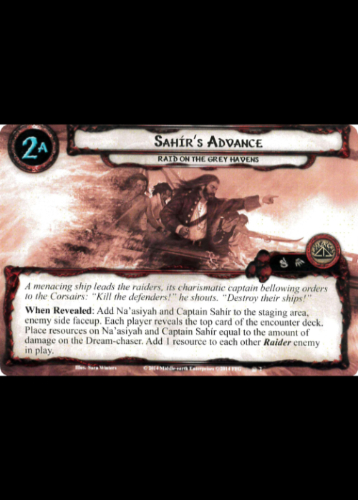 2A
SAHÍR'S ADVANCE
RAID ON THE GREY HAVENS
A menacing ship leads the raiders, its charismatic captain bellowing orders
to the Corsairs: “Kill the defenders!” he shouts. “Destroy their ships!”
When Revealed: Add Na'asiyah and Captain Sahír to the staging area,
enemy side faceup. Each player reveals the top card of the encounter deck.
Place resources on Na'asiyah and Captain Sahír equal to the amount of
damage on the Dream-chaser. Add 1 resource to each other Raider enemy
in play.